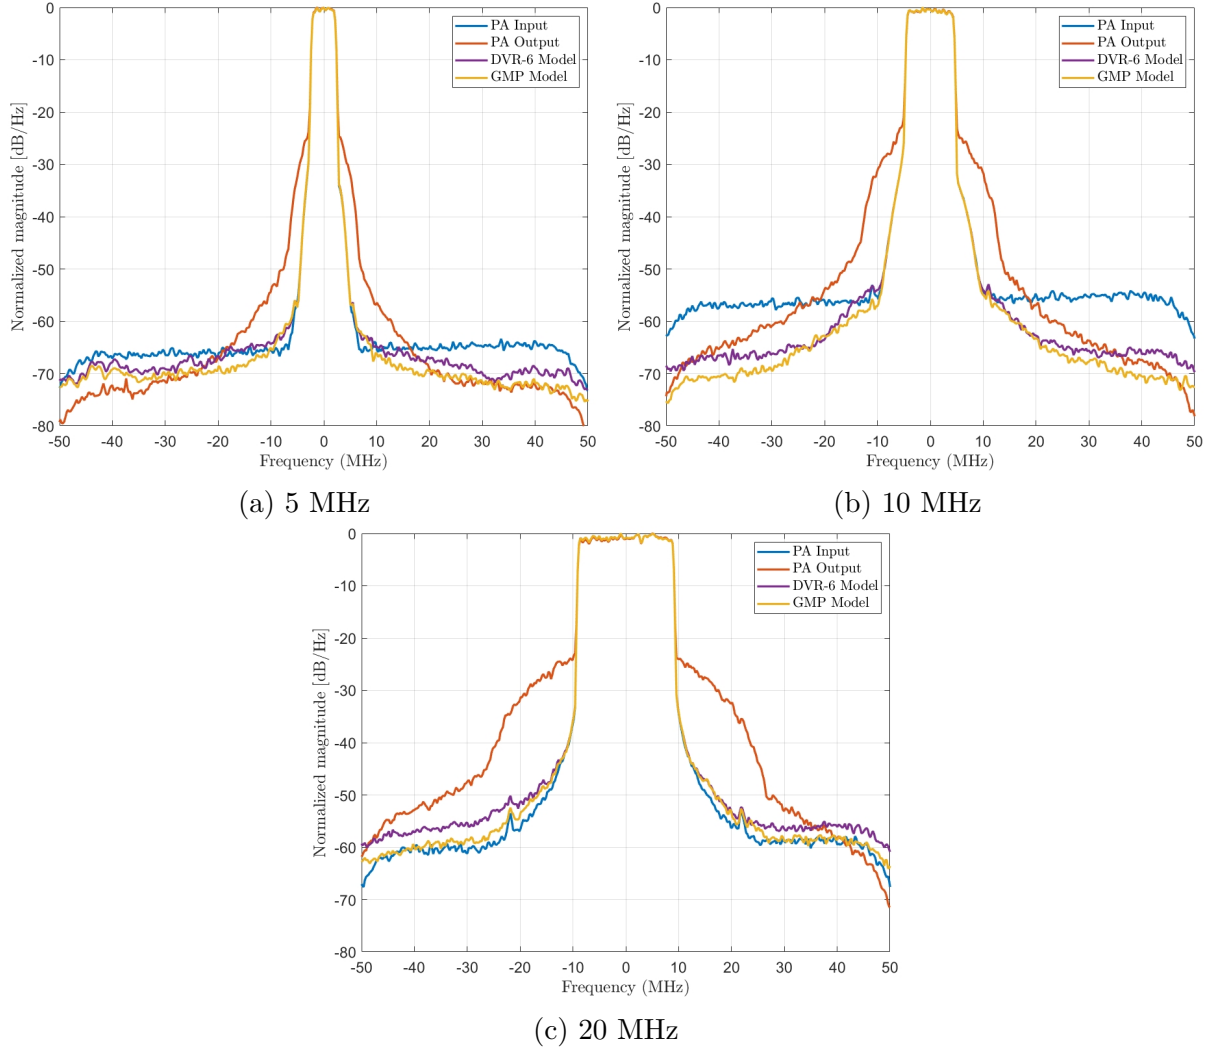 0
-10
-20
-30
-40
-50
-60
-70
-80
Normalized magnitude [dB/Hz]
-50 -40 -30 -20 -10 0 10 20 30 40 50
Frequency (MHz)
PA Input
PA Output
DVR-6 Model
GMP Model
(a) 5 MHz
0
-10
-20
-30
-40
-50
-60
-70
-80
Normalized magnitude [dB/Hz]
-50 -40 -30 -20 -10 0 10 20 30 40 50
Frequency (MHz)
PA Input
PA Output
DVR-6 Model
GMP Model
(b) 10 MHz
0
-10
-20
-30
-40
-50
-60
-70
-80
Normalized magnitude [dB/Hz]
-50 -40 -30 -20 -10 0 10 20 30 40 50
Frequency (MHz)
PA Input
PA Output
DVR-6 Model
GMP Model
(c) 20 MHz